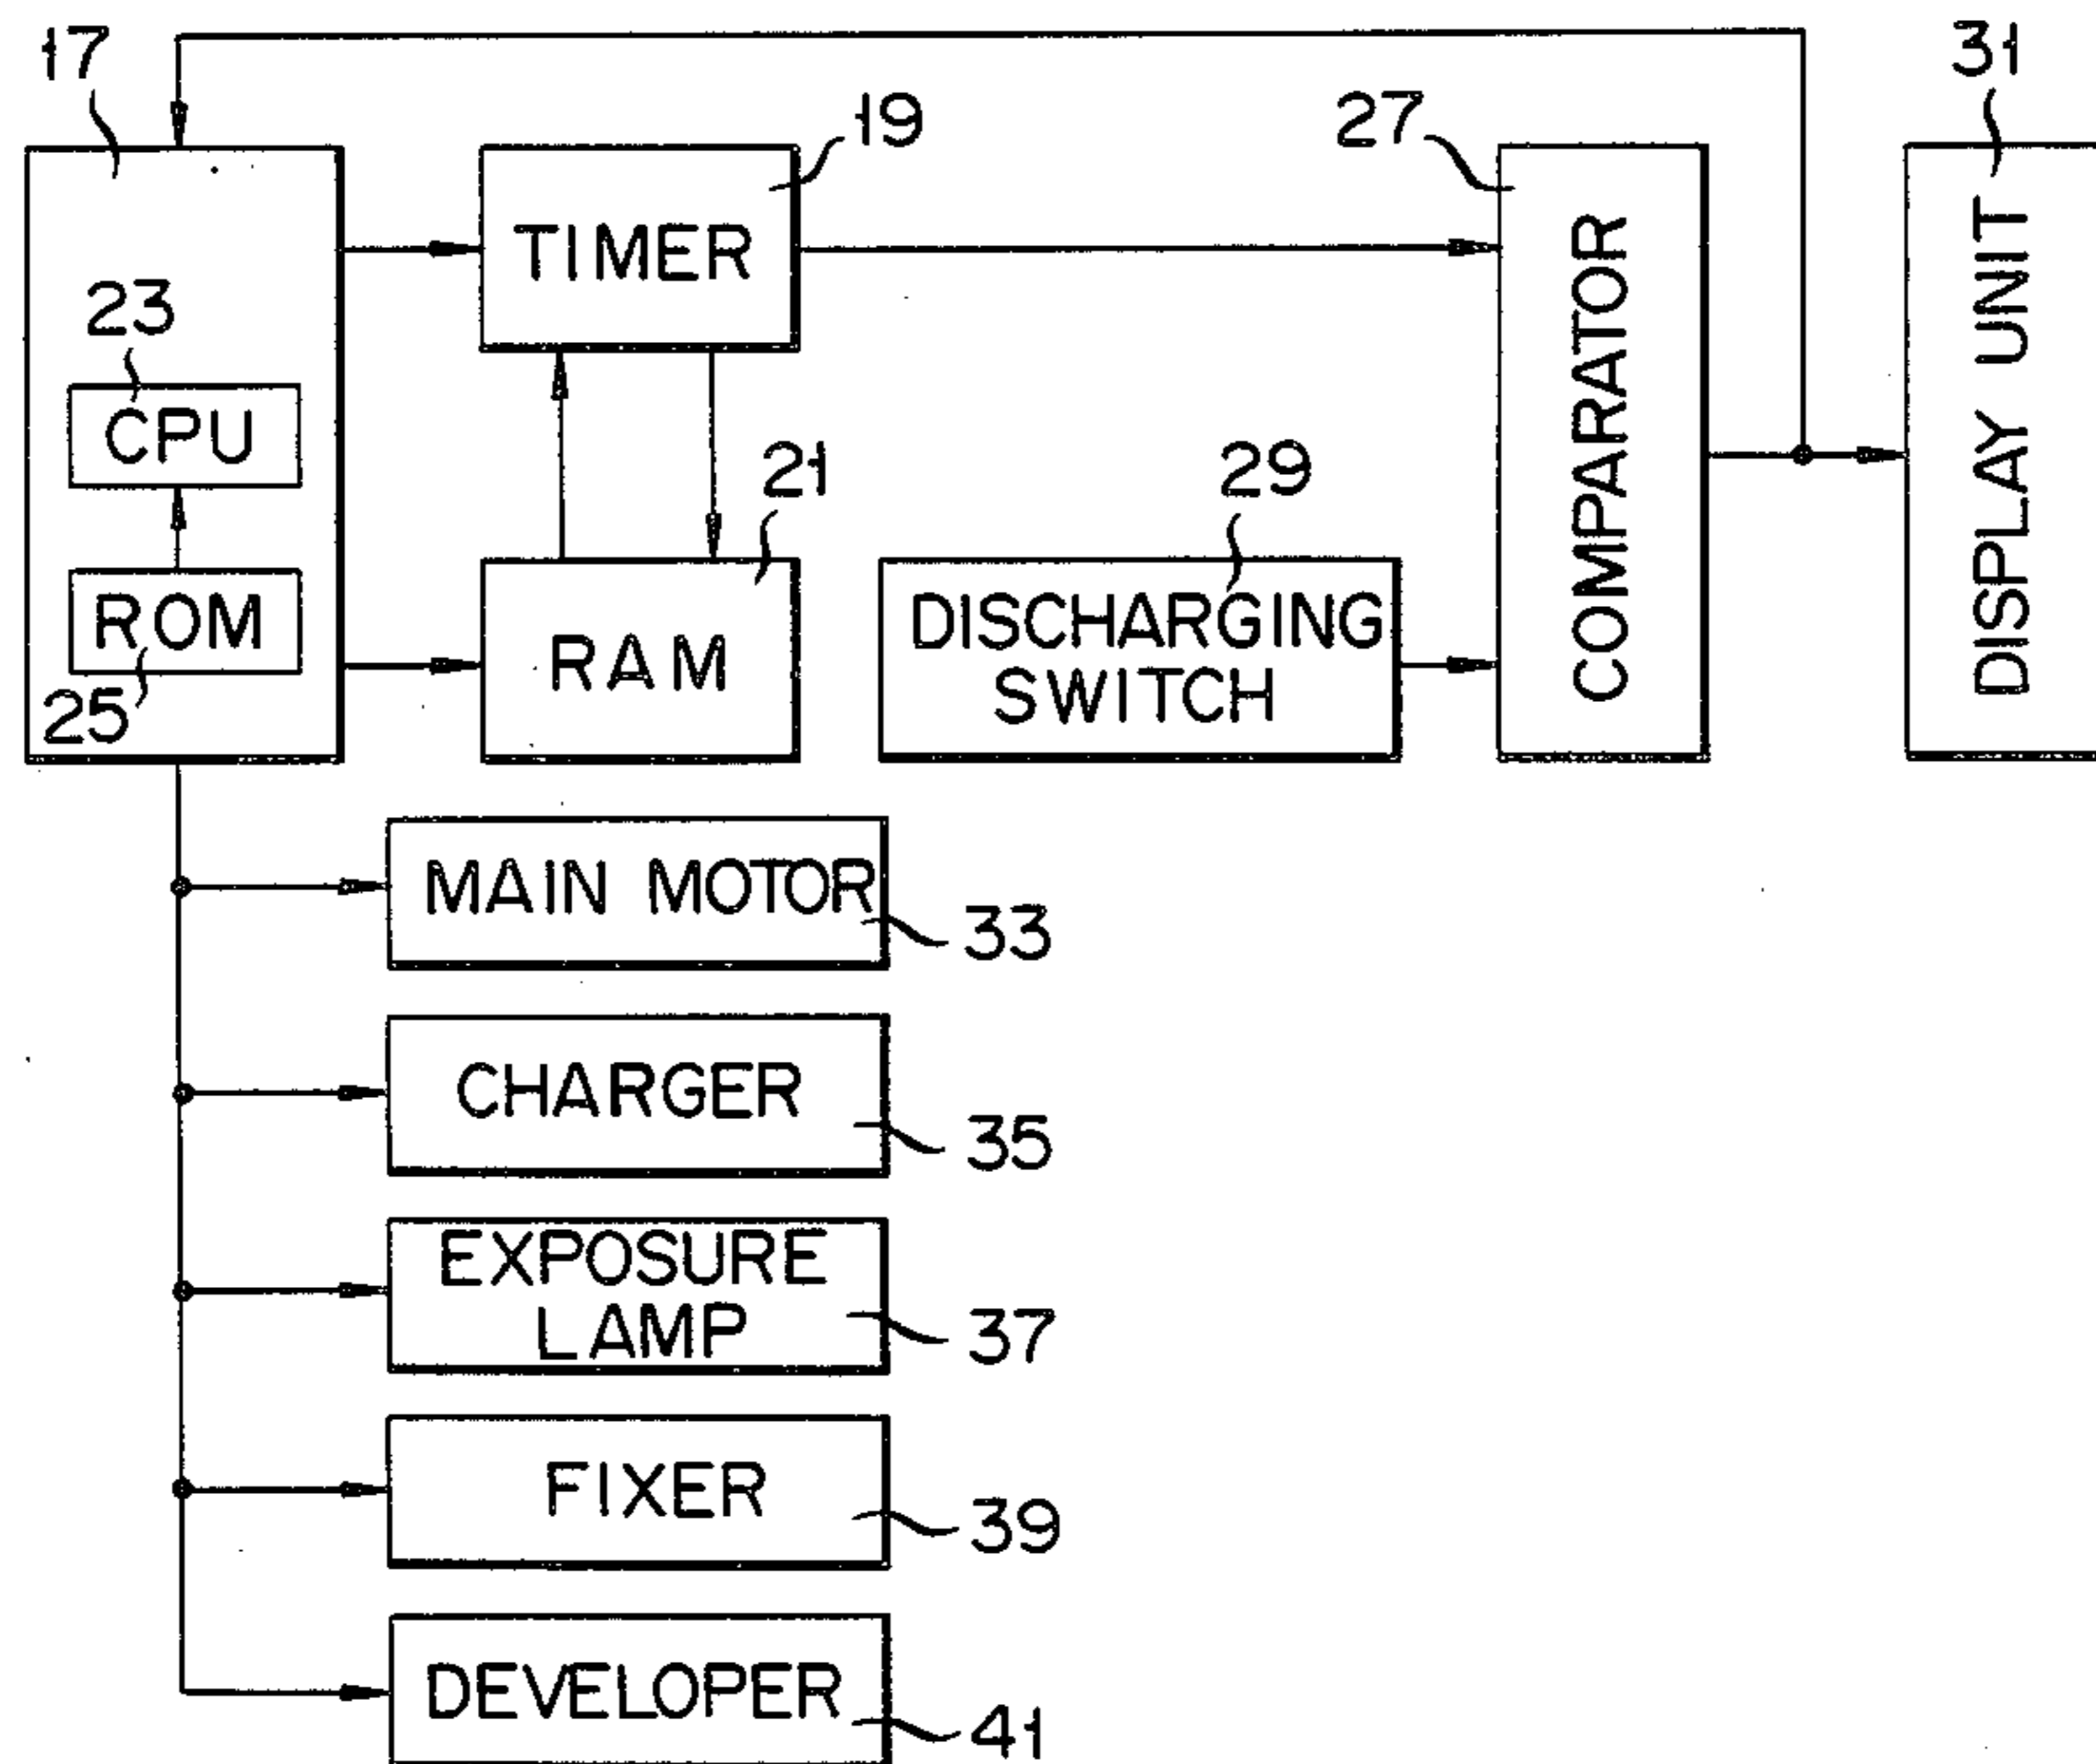 17
31
19
27
TIMER
23
CPU
COMPARATOR
DISPLAY UNIT
21
29
ROM
25
RAM
DISCHARGING
SWITCH
MAIN MOTOR
33
CHARGER
35
EXPOSURE
LAMP
37
FIXER
39
DEVELOPER
41